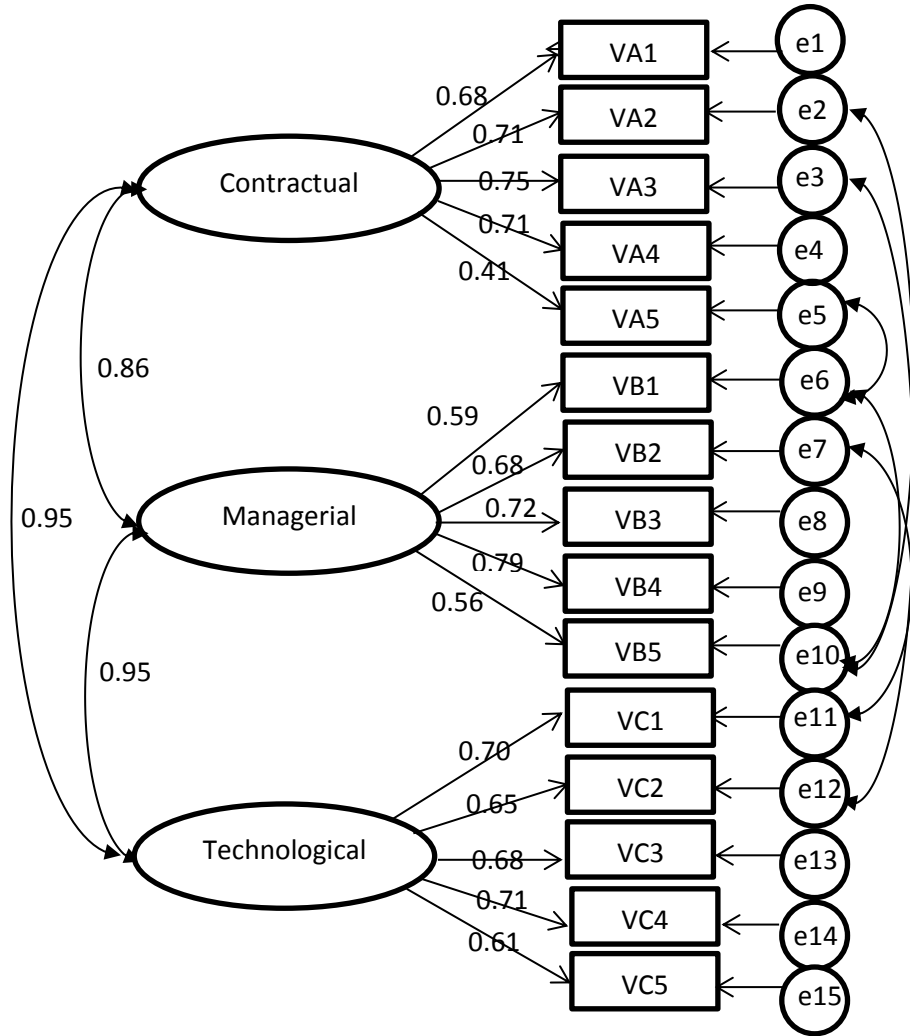 VA1
e1
0.68
VA2
e2
0.71
Contractual
0.75
VA3
e3
0.71
VA4
e4
0.41
VA5
e5
0.86
VB1
e6
0.59
VB2
e7
0.68
0.95
Managerial
0.72
VB3
e8
0.79
VB4
e9
0.56
VB5
e10
0.95
VC1
e11
0.70
VC2
e12
0.65
Technological
0.68
VC3
e13
0.71
VC4
e14
0.61
VC5
e15